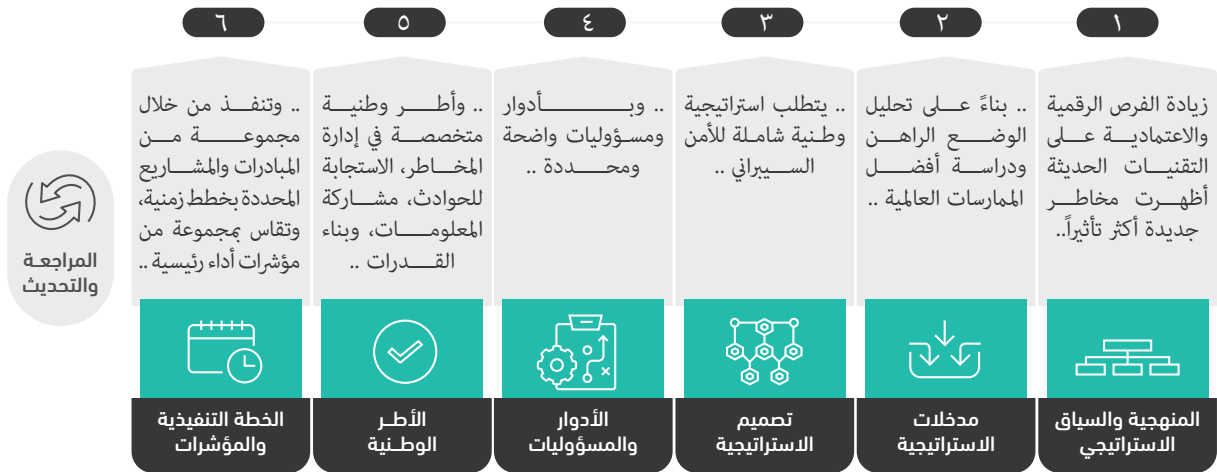 ١
زيادة الفرص الرقمية
والاعتمادية على
التقنيات الحديثة
أظهرت مخاطر
جديدة أكثر تأثيراً..
المنهجية والسياق
الاستراتيجي
٢
.. بناءً على تحليل
الوضع الراهن
ودراسة أفضل
الممارسات العالمية ..
مدخلات
الاستراتيجية
٣
.. يتطلب استراتيجية
وطنية شاملة للأمن
السيبراني ..
تصميم
الاستراتيجية
٤
.. وبأدوار
ومسؤوليات واضحة
ومحددة ..
الأدوار
والمسؤوليات
٥
.. وأطر وطنية
متخصصة في إدارة
المخاطر، الاستجابة
للحوادث، مشاركة
المعلومات، وبناء
القدرات ..
الأطر
الوطنية
٦
.. وتنفذ من خلال
مجموعة من
المبادرات والمشاريع
المحددة بخطط زمنية،
وتقاس بمجموعة من
مؤشرات أداء رئيسية ..
الخطة التنفيذية
والمؤشرات
المراجعة
والتحديث